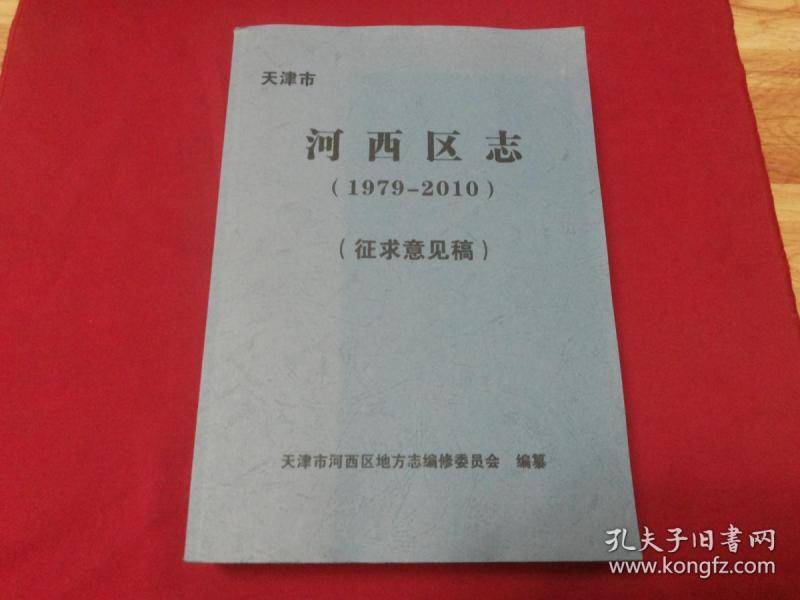 天津市
河西区志
（1979-2010）
（征求意见稿）
天津市河西区地方志编修委员会 编纂
孔夫子旧书网
www.kongfz.com